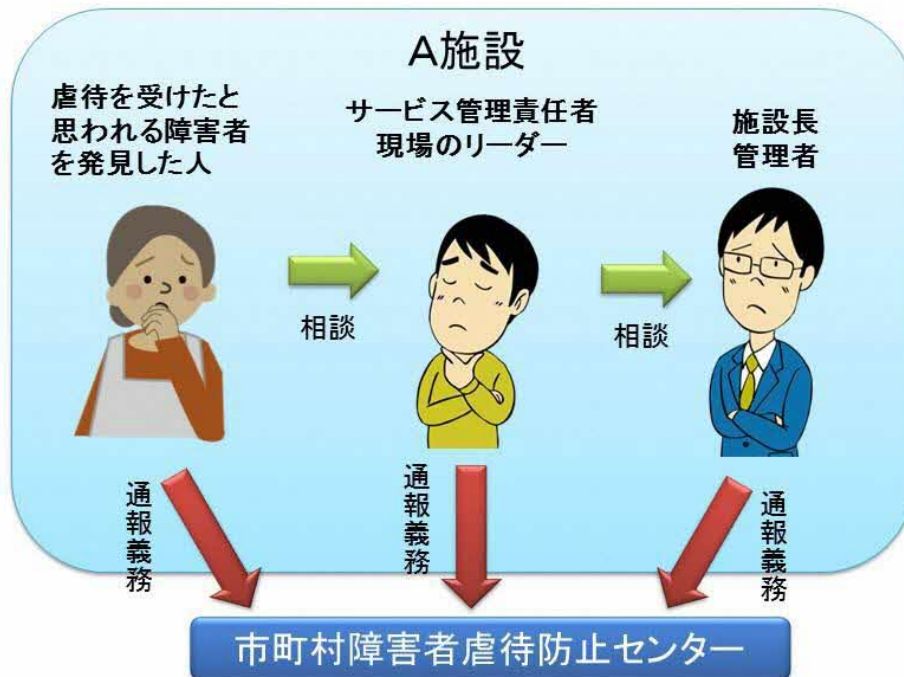 A施設
虐待を受けたと
思われる障害者
を発見した人
サービス管理責任者
現場のリーダー
施設長
管理者
相談
相談
通報義務
通報義務
通報義務
市町村障害者虐待防止センター